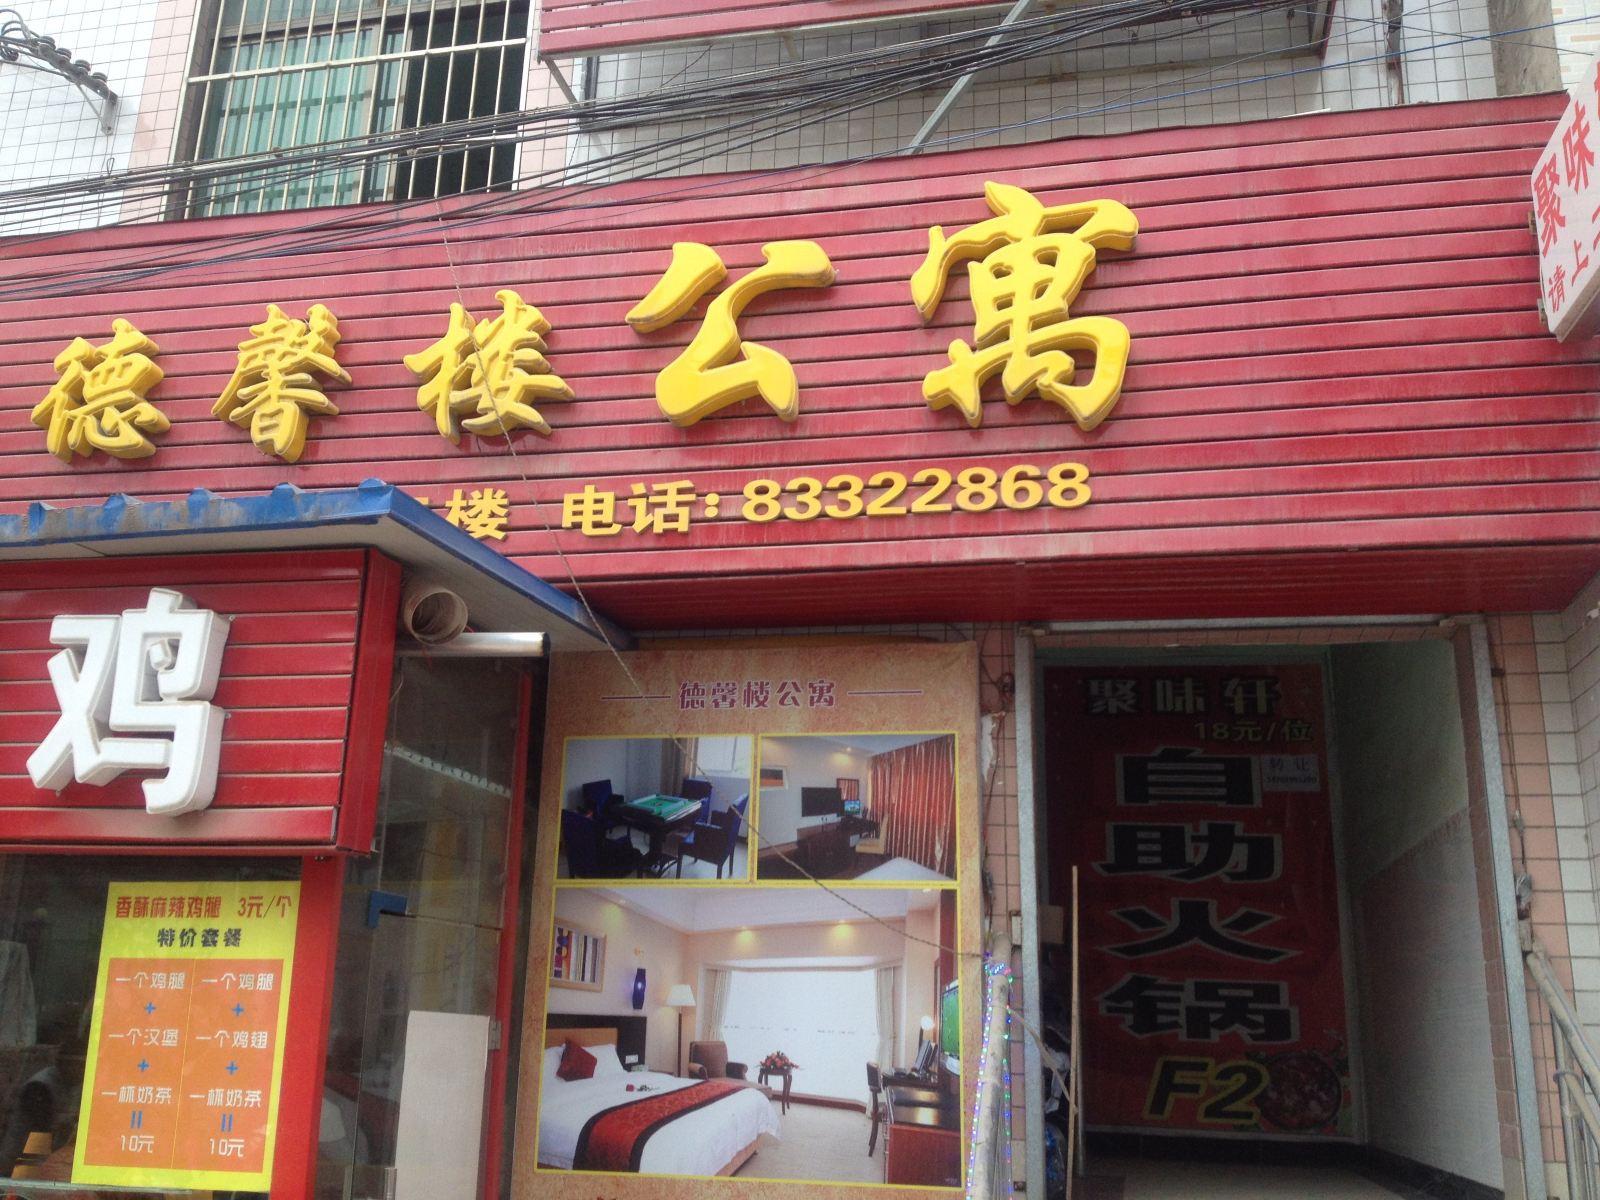 德馨楼公寓
楼 电话:83322868
聚味
请上
鸡
香酥麻辣鸡腿 3元/个
特价套餐
一个鸡腿 一个鸡腿
+ +
一个汉堡 一个鸡翅
+ +
一杯奶茶 一杯奶茶
= =
10元 10元
德馨楼公寓
聚味轩
18元/位
转让
自助火锅
F2